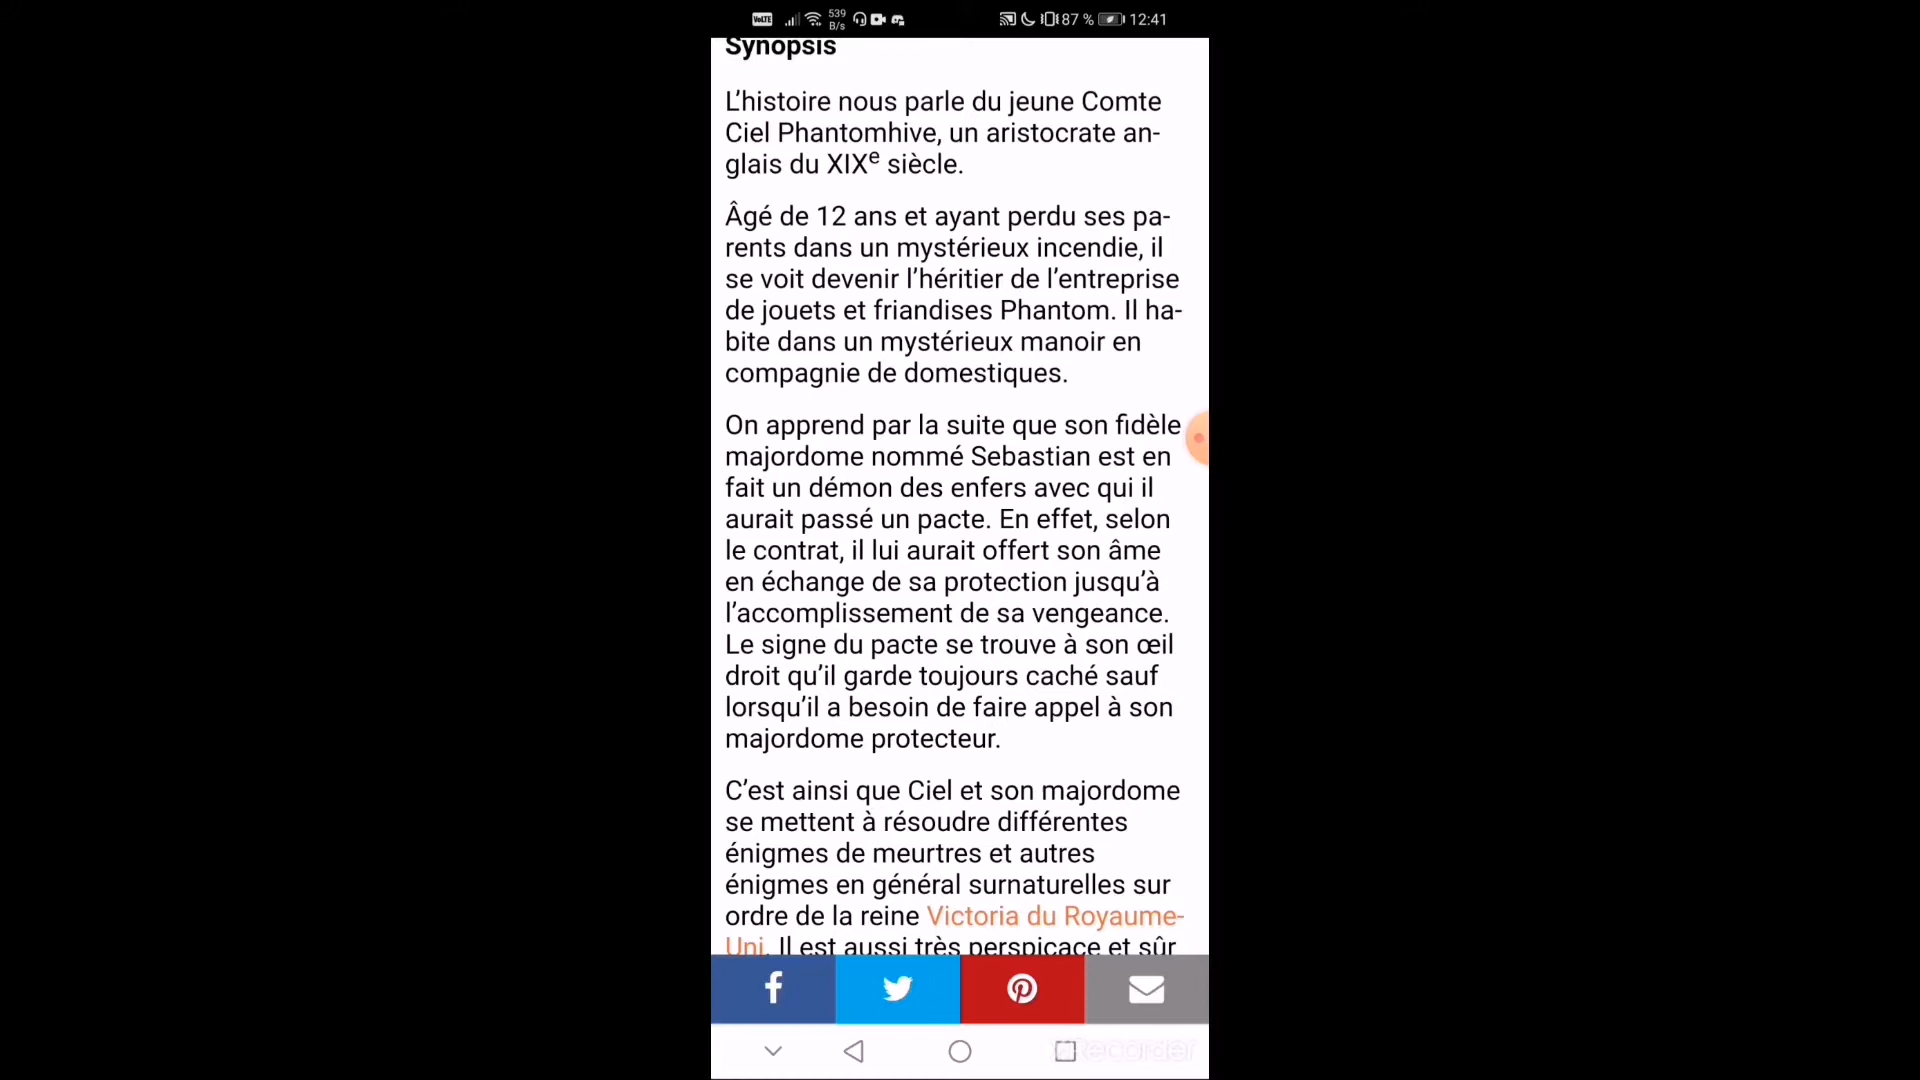 VoLTE 539 B/s 87 % 12:41
Synopsis
L’histoire nous parle du jeune Comte
Ciel Phantomhive, un aristocrate an-
glais du XIXe siècle.
Âgé de 12 ans et ayant perdu ses pa-
rents dans un mystérieux incendie, il
se voit devenir l’héritier de l’entreprise
de jouets et friandises Phantom. Il ha-
bite dans un mystérieux manoir en
compagnie de domestiques.
On apprend par la suite que son fidèle
majordome nommé Sebastian est en
fait un démon des enfers avec qui il
aurait passé un pacte. En effet, selon
le contrat, il lui aurait offert son âme
en échange de sa protection jusqu’à
l’accomplissement de sa vengeance.
Le signe du pacte se trouve à son œil
droit qu’il garde toujours caché sauf
lorsqu’il a besoin de faire appel à son
majordome protecteur.
C’est ainsi que Ciel et son majordome
se mettent à résoudre différentes
énigmes de meurtres et autres
énigmes en général surnaturelles sur
ordre de la reine Victoria du Royaume-
Uni. Il est aussi très perspicace et sûr